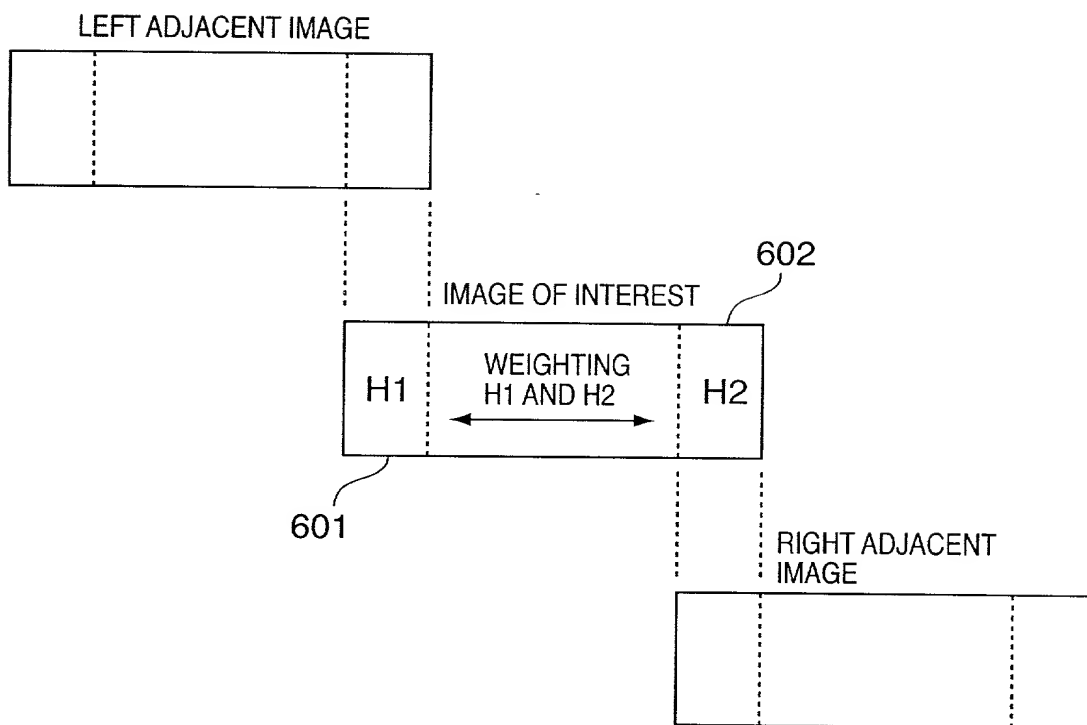 LEFT ADJACENT IMAGE
602
IMAGE OF INTEREST
H1
WEIGHTING
H1 AND H2
H2
601
RIGHT ADJACENT
IMAGE